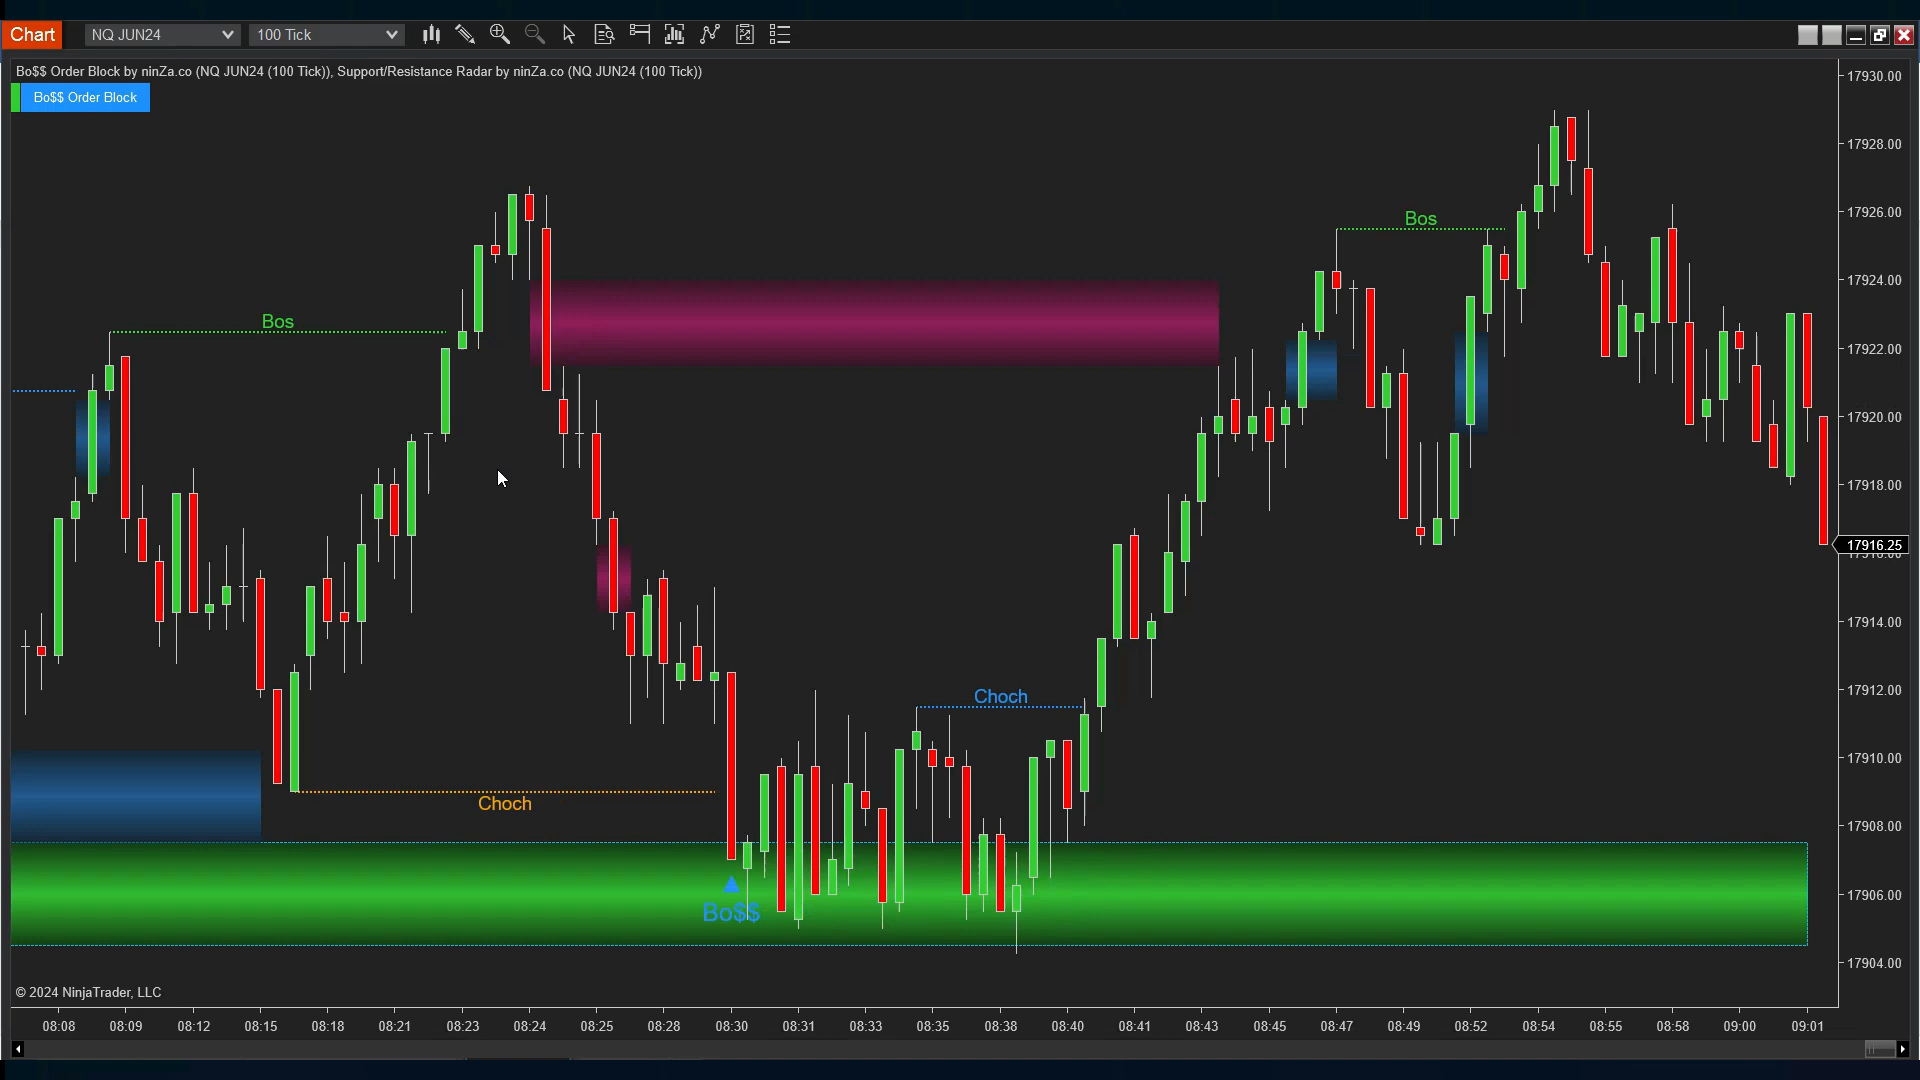 Chart NQ JUN24 100 Tick
Bo$$ Order Block by ninZa.co (NQ JUN24 (100 Tick)), Support/Resistance Radar by ninZa.co (NQ JUN24 (100 Tick))
Bo$$ Order Block
17930.00
17928.00
17926.00
17924.00
17922.00
17920.00
17918.00
17916.25
17914.00
17912.00
17910.00
17908.00
17906.00
17904.00
Bos
Bos
Choch
Choch
Bo$$
© 2024 NinjaTrader, LLC
08:08 08:09 08:12 08:15 08:18 08:21 08:23 08:24 08:25 08:28 08:30 08:31 08:33 08:35 08:38 08:40 08:41 08:43 08:45 08:47 08:49 08:52 08:54 08:55 08:58 09:00 09:01